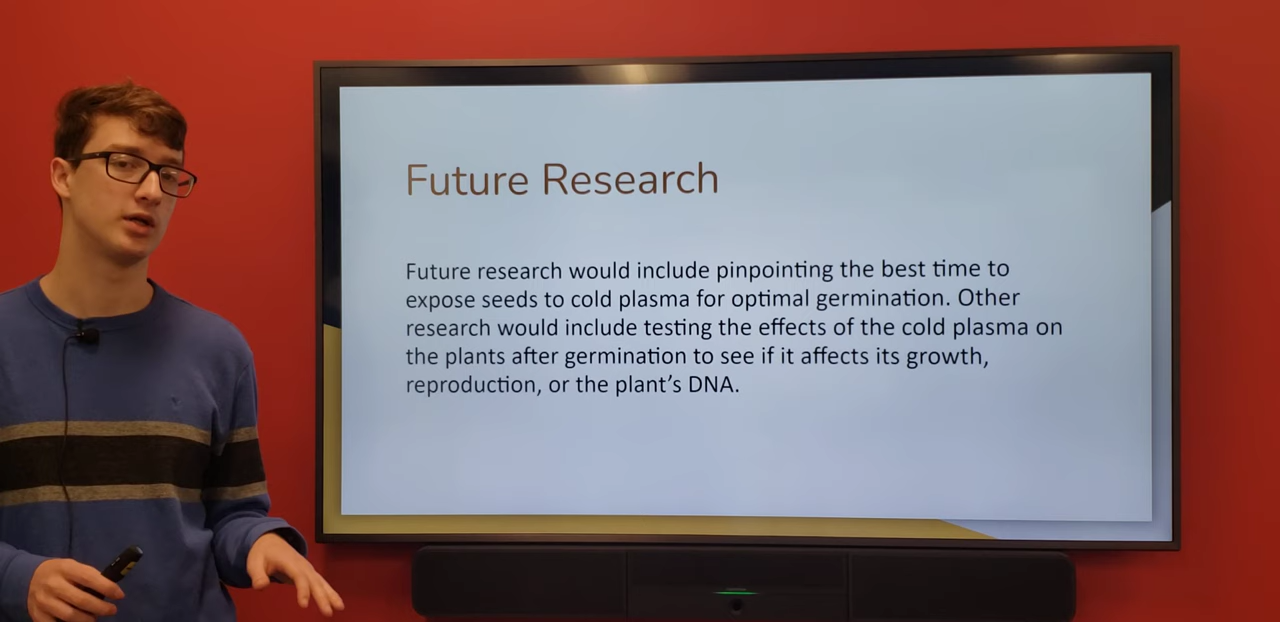 Future Research
Future research would include pinpointing the best time to
expose seeds to cold plasma for optimal germination. Other
research would include testing the effects of the cold plasma on
the plants after germination to see if it affects its growth,
reproduction, or the plant's DNA.